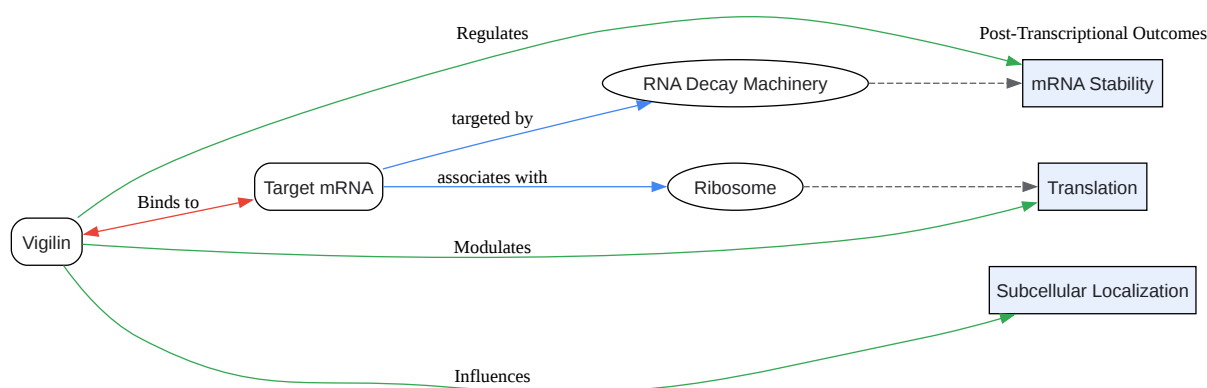 Regulates
Post-Transcriptional Outcomes
RNA Decay Machinery
mRNA Stability
targeted by
Target mRNA
associates with
Ribosome
Translation
Binds to
Vigilin
Modulates
Subcellular Localization
Influences